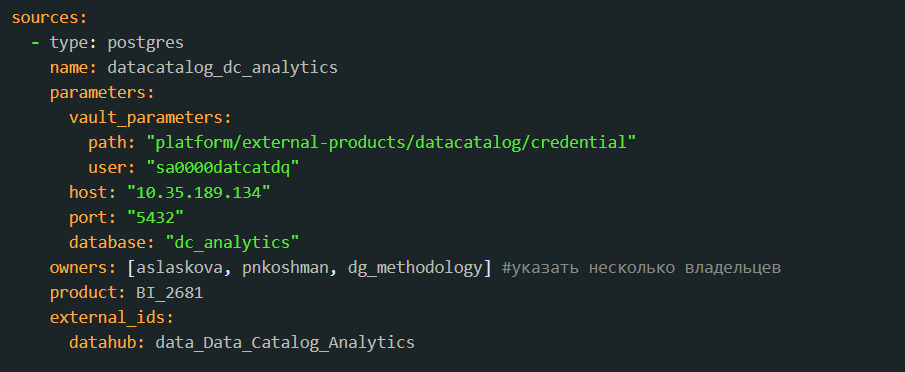 sources:
  - type: postgres
    name: datacatalog_dc_analytics
    parameters:
      vault_parameters:
        path: "platform/external-products/datacatalog/credential"
        user: "sa0000datcatdq"
      host: "10.35.189.134"
      port: "5432"
      database: "dc_analytics"
    owners: [aslaskova, pnkoshman, dg_methodology] #указать несколько владельцев
    product: BI_2681
    external_ids:
      datahub: data_Data_Catalog_Analytics